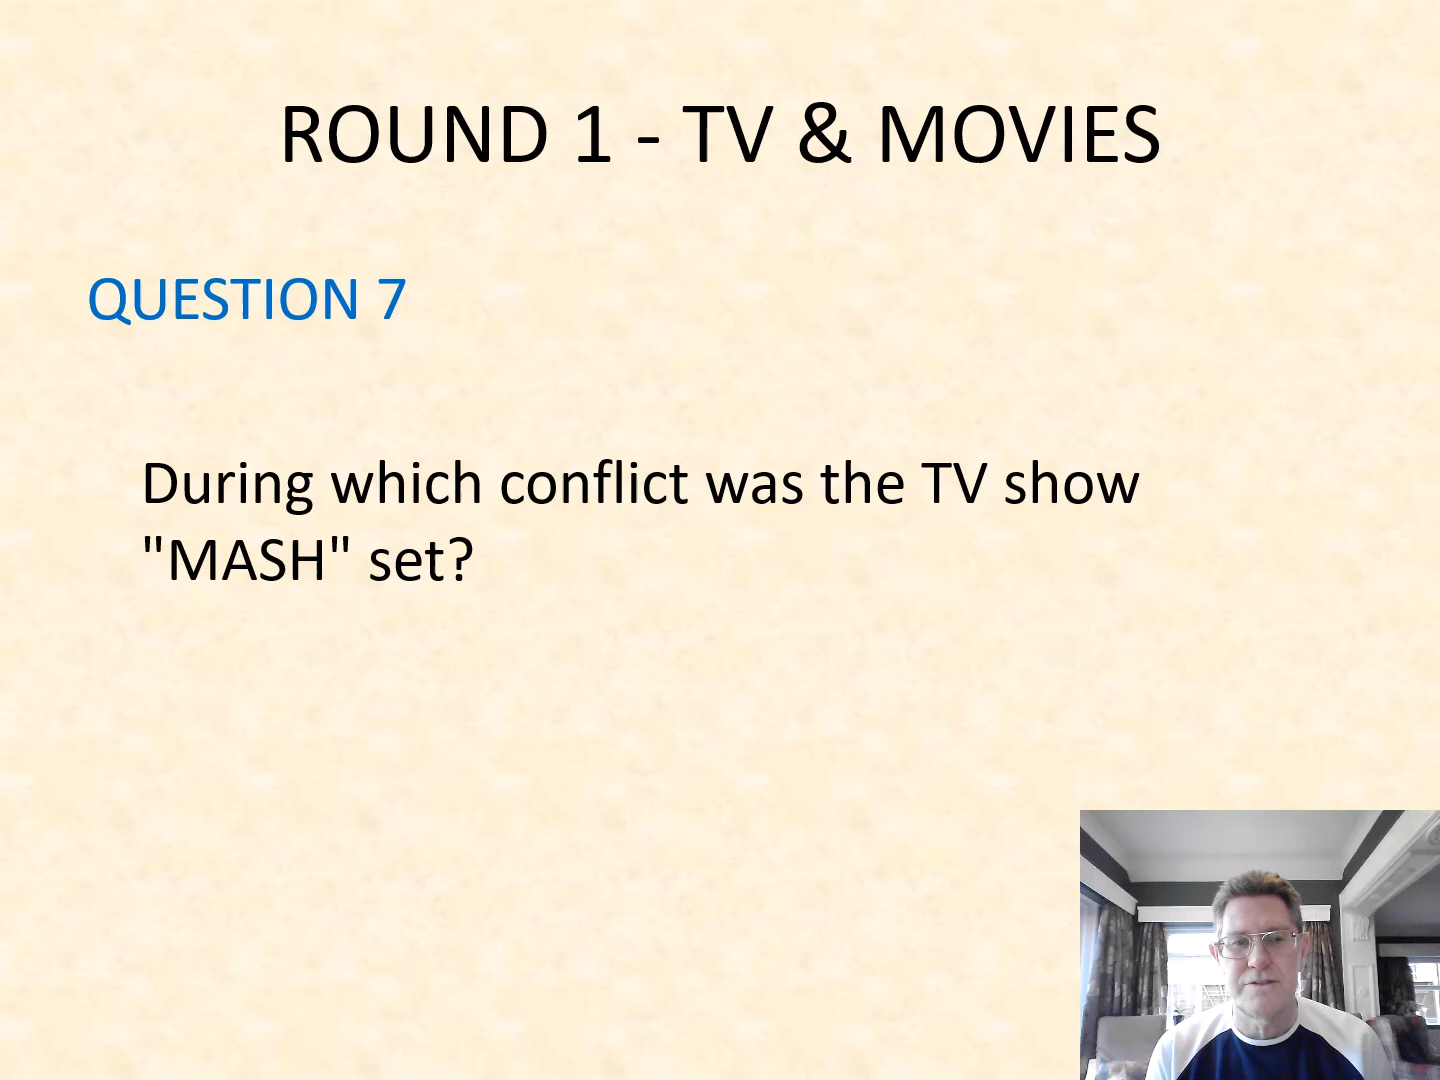 ROUND 1 - TV & MOVIES
QUESTION 7
During which conflict was the TV show
"MASH" set?